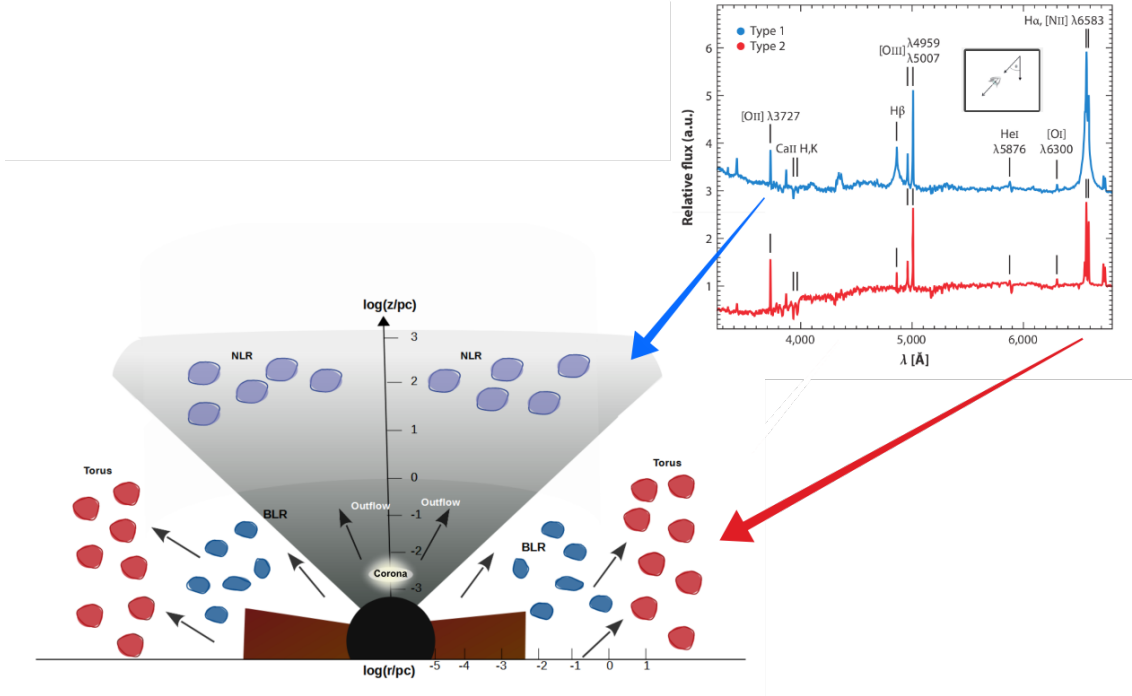 Type 1
Type 2
Hα, [NII] λ6583
[OIII] λ4959
λ5007
[OII] λ3727
Hβ
CaII H,K
HeI
λ5876
[OI]
λ6300
Relative flux (a.u.)
6
5
4
3
2
1
4,000
5,000
6,000
λ [Å]
log(z/pc)
3
2
1
0
-1
-2
-3
NLR
NLR
Torus
Torus
BLR
BLR
Outflow
Outflow
Corona
log(r/pc)
-5 -4 -3 -2 -1 0 1